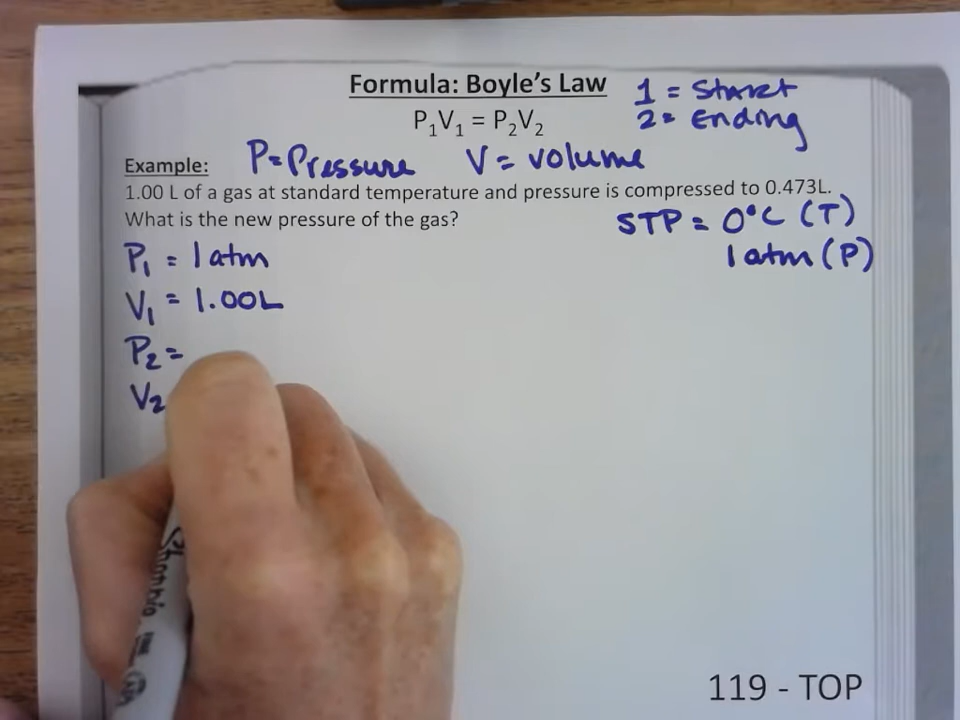 Formula: Boyle's Law
P₁V₁ = P₂V₂
1 = Start
2 = Ending
Example:
P = Pressure V = volume
1.00 L of a gas at standard temperature and pressure is compressed to 0.473L.
What is the new pressure of the gas?
STP = 0°C (T)
1 atm (P)
P₁ = 1 atm
V₁ = 1.00L
P₂ =
V₂
Sharpie
119 - TOP